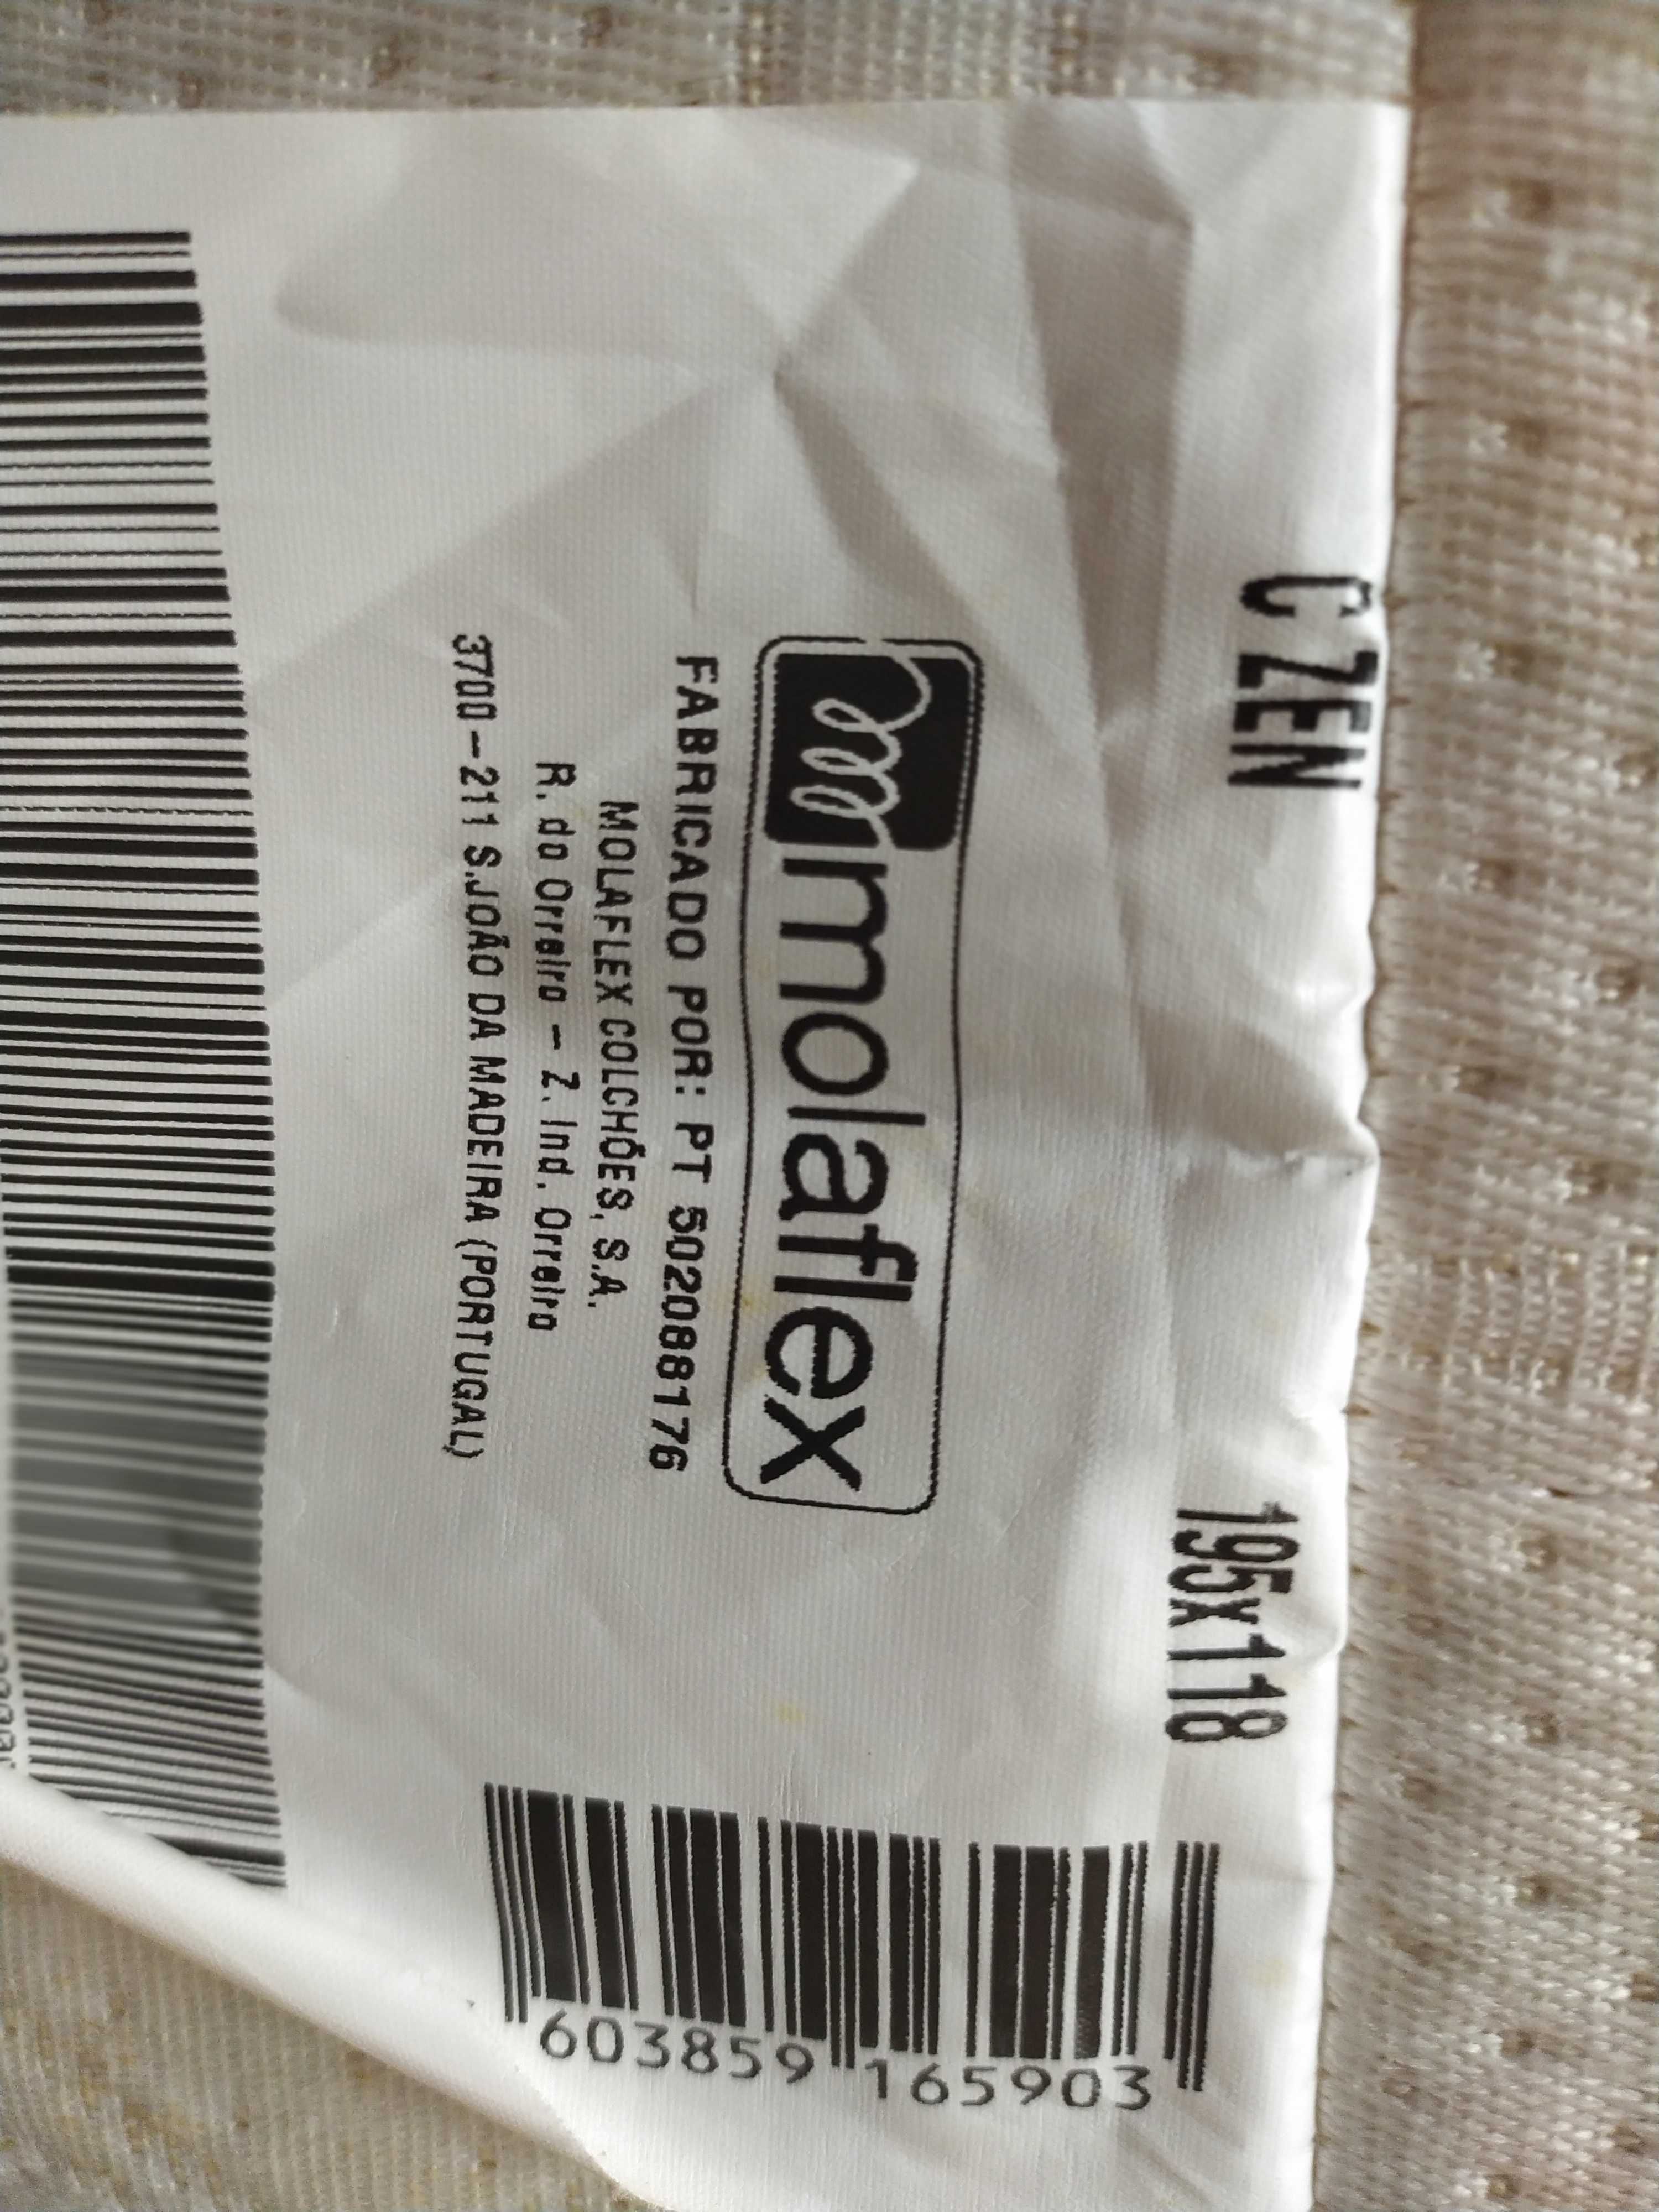 C ZEN 195x118
molaflex
FABRICADO POR: PT 502088176
MOLAFLEX COLCHÕES, S.A.
R. do Orreiro - Z. Ind. Orreiro
3700-211 S.JOÃO DA MADEIRA (PORTUGAL)
603859 165903